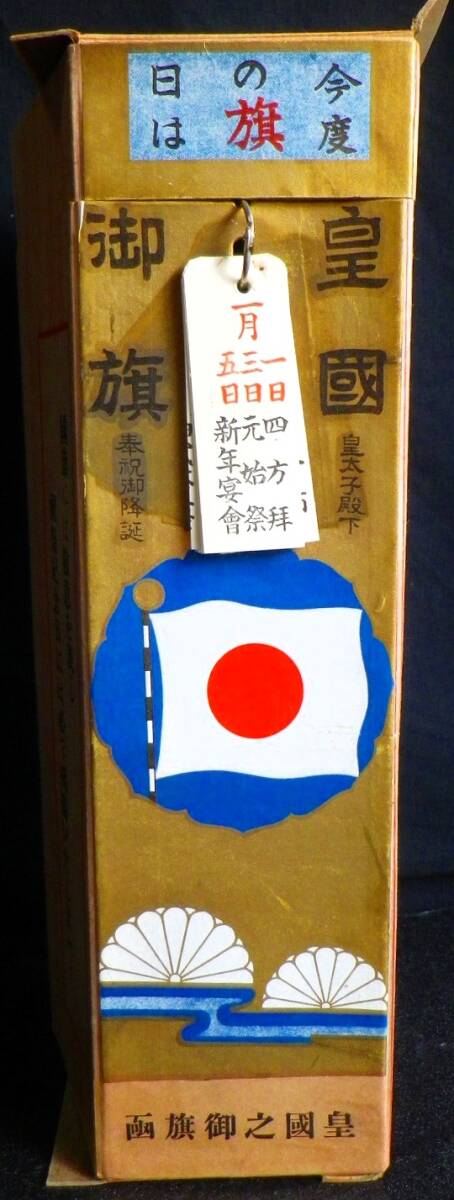 今度
の旗
日は
皇國
御旗
皇太子殿下
奉祝御降誕
一月
一日 四方拜
三日 元始祭
五日 新年宴會
皇國之御旗凾